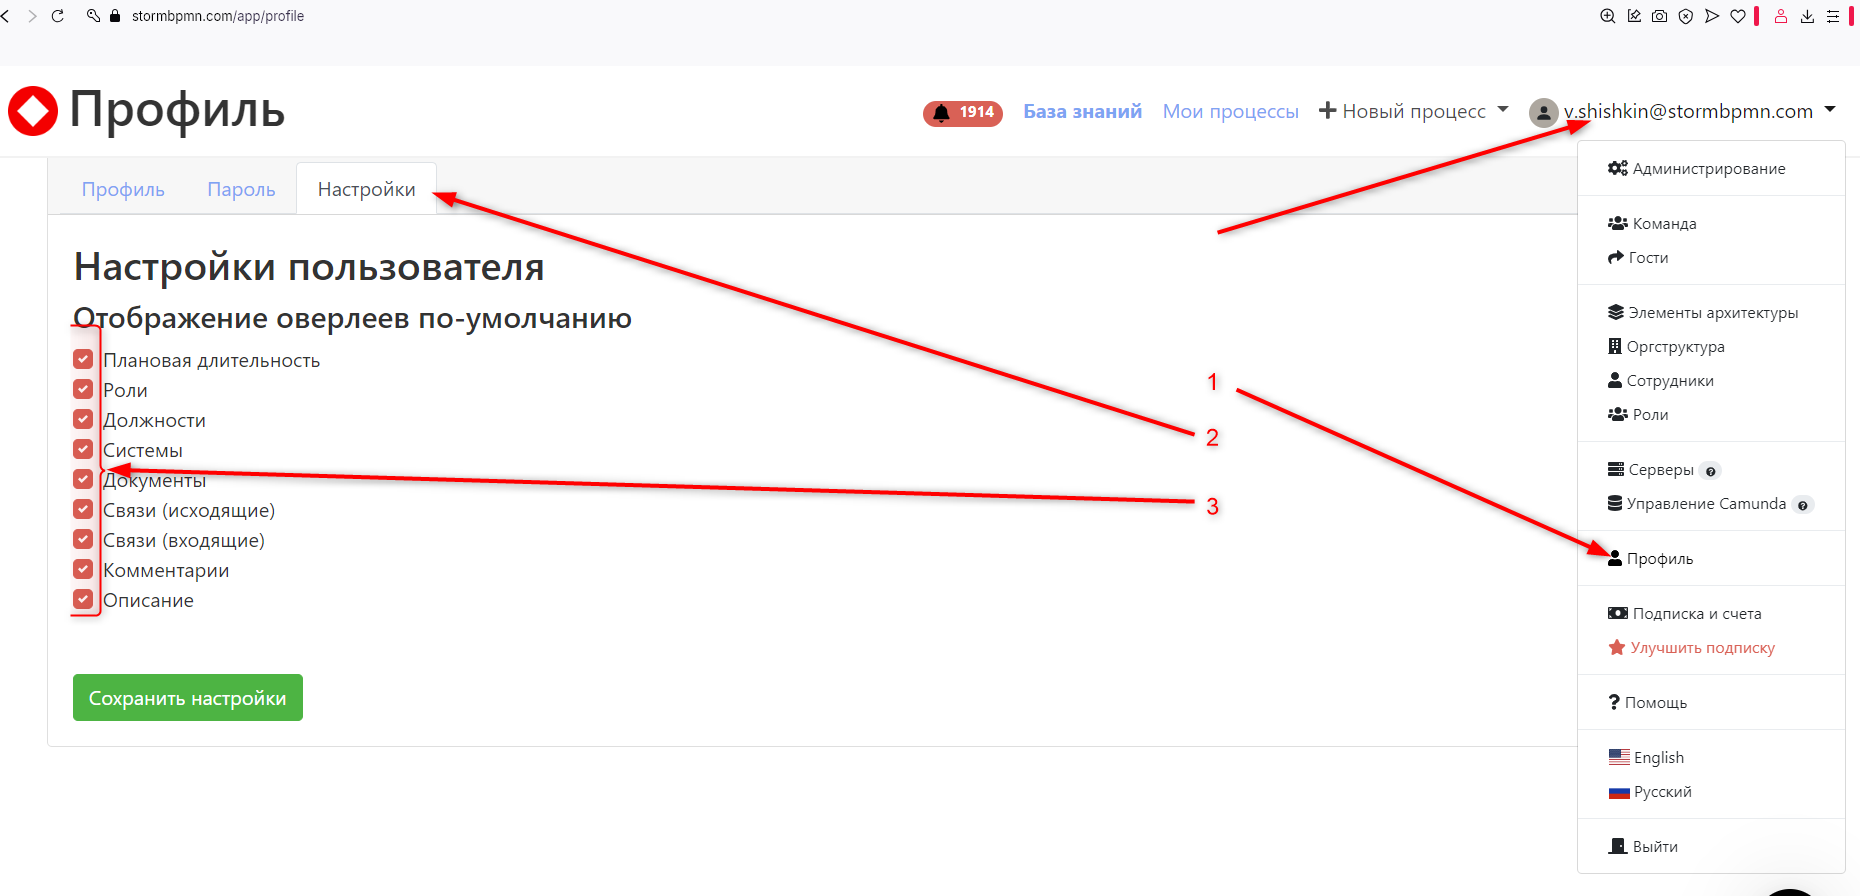 stormbpmn.com/app/profile
Профиль
1914
База знаний
Мои процессы
Новый процесс
v.shishkin@stormbpmn.com
Профиль
Пароль
Настройки
Настройки пользователя
Отображение оверлеев по-умолчанию
Плановая длительность
Роли
Должности
Системы
Документы
Связи (исходящие)
Связи (входящие)
Комментарии
Описание
Сохранить настройки
1
2
3
Администрирование
Команда
Гости
Элементы архитектуры
Оргструктура
Сотрудники
Роли
Серверы ?
Управление Camunda ?
Профиль
Подписка и счета
Улучшить подписку
? Помощь
English
Русский
Выйти